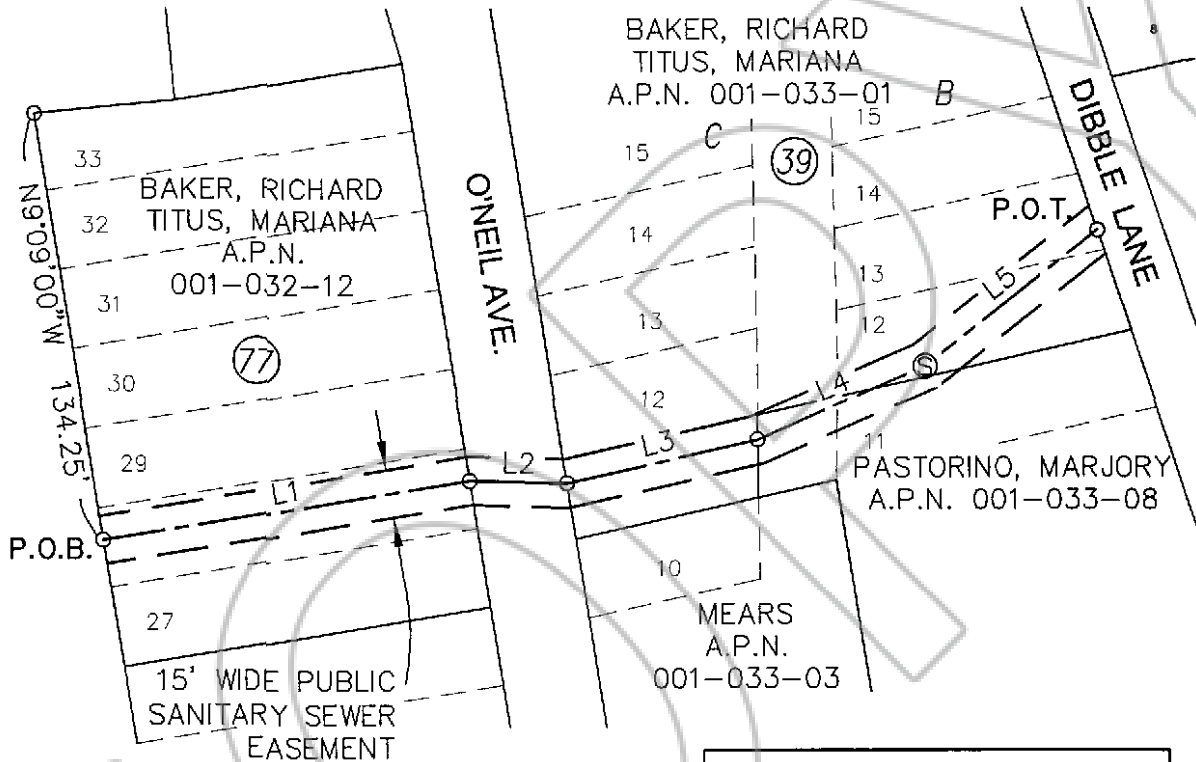 BAKER, RICHARD
TITUS, MARIANA
A.P.N. 001-033-01
B
8
C
39
15
15
14
14
13
13
12
12
11
10
DIBBLE LANE
P.O.T.
33
32
31
30
29
27
BAKER, RICHARD
TITUS, MARIANA
A.P.N.
001-032-12
77
N9°09'00"W 134.25'
O'NEIL AVE.
P.O.B.
L1
L2
L3
L4
L5
S
PASTORINO, MARJORY
A.P.N. 001-033-08
MEARS
A.P.N.
001-033-03
15' WIDE PUBLIC
SANITARY SEWER
EASEMENT